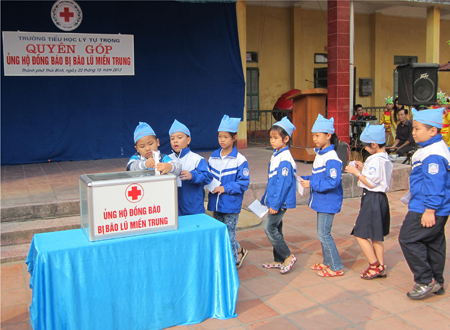 TRƯỜNG TIỂU HỌC LÝ TỰ TRỌNG
QUYÊN GÓP
ỦNG HỘ ĐỒNG BÀO BỊ BÃO LŨ MIỀN TRUNG
Thành phố Thái Bình, ngày 22 tháng 10 năm 2013
ỦNG HỘ ĐỒNG BÀO
BỊ BÃO LŨ MIỀN TRUNG